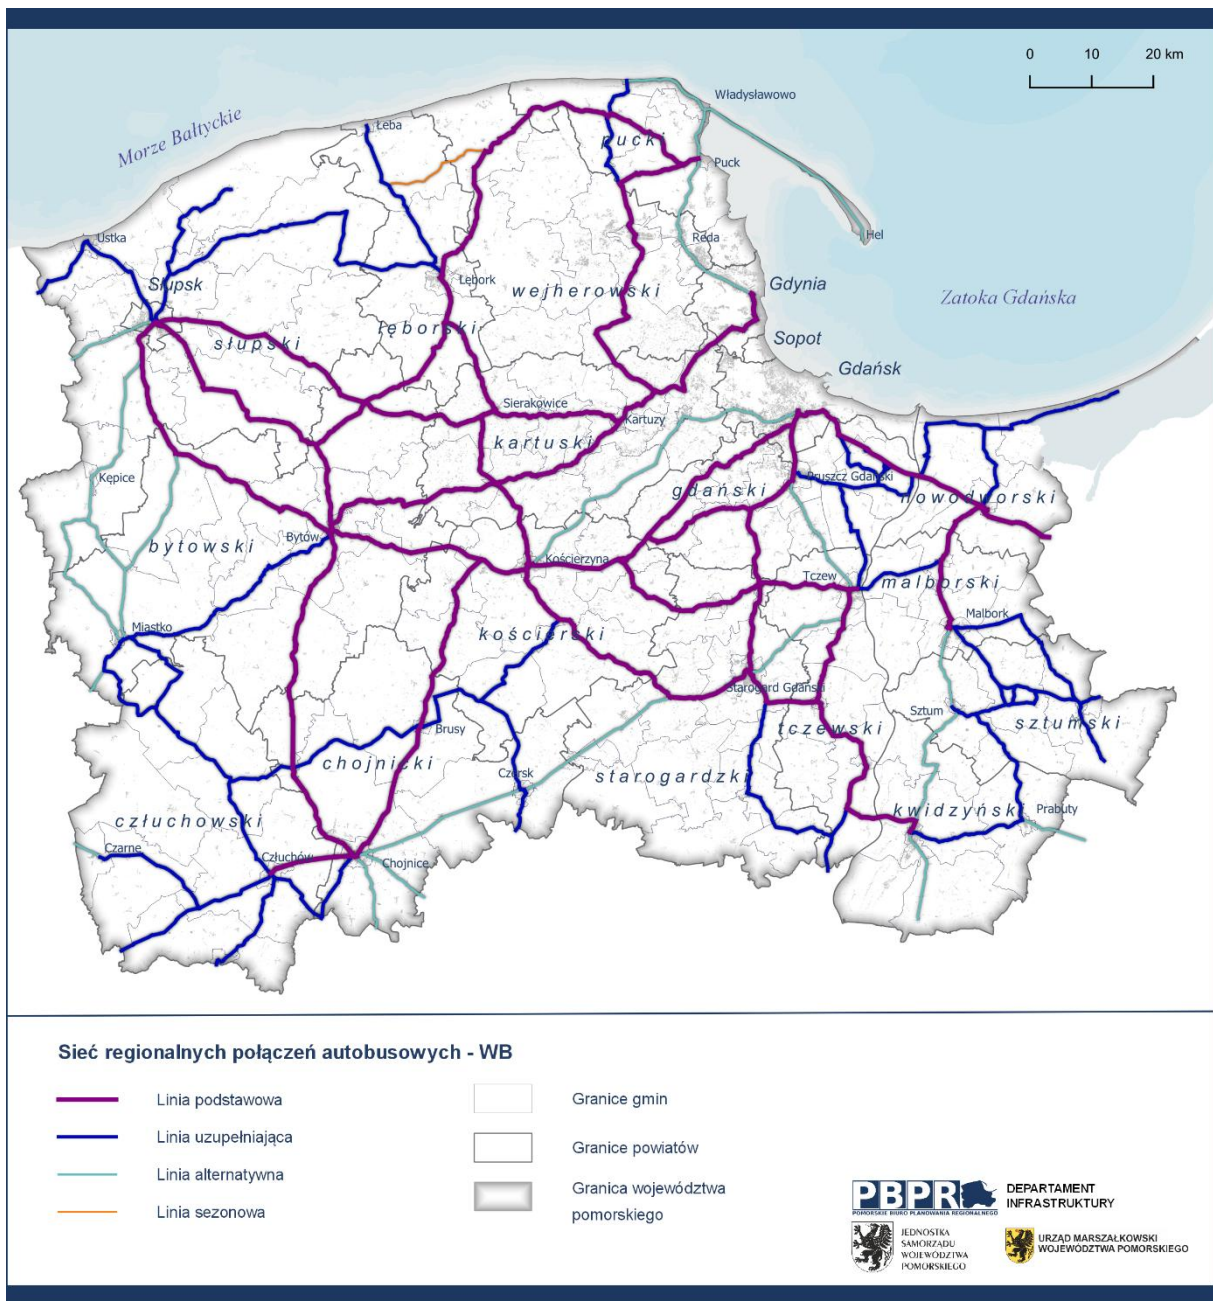 0 10 20 km
Morze Bałtyckie
Władysławowo
Łeba
pucki
Puck
Ustka
Reda
Hel
Słupsk
Lębork
wejherowski
Gdynia
Zatoka Gdańska
lęborski
słupski
Sopot
Gdańsk
Sierakowice
Kartuzy
kartuski
Kępice
gdański
Pruszcz Gdański
nowodworski
bytowski
Bytów
Kościerzyna
Tczew
malborski
Miastko
kościerski
Malbork
Starogard Gdański
Sztum
Brusy
tczewski
sztumski
chojnicki
Czersk
starogardzki
człuchowski
kwidzyński
Prabuty
Czarne
Człuchów
Chojnice
Sieć regionalnych połączeń autobusowych - WB
Linia podstawowa
Linia uzupełniająca
Linia alternatywna
Linia sezonowa
Granice gmin
Granice powiatów
Granica województwa
pomorskiego
PBPR
POMORSKIE BIURO PLANOWANIA REGIONALNEGO
DEPARTAMENT
INFRASTRUKTURY
JEDNOSTKA
SAMORZĄDU
WOJEWÓDZTWA
POMORSKIEGO
URZĄD MARSZAŁKOWSKI
WOJEWÓDZTWA POMORSKIEGO